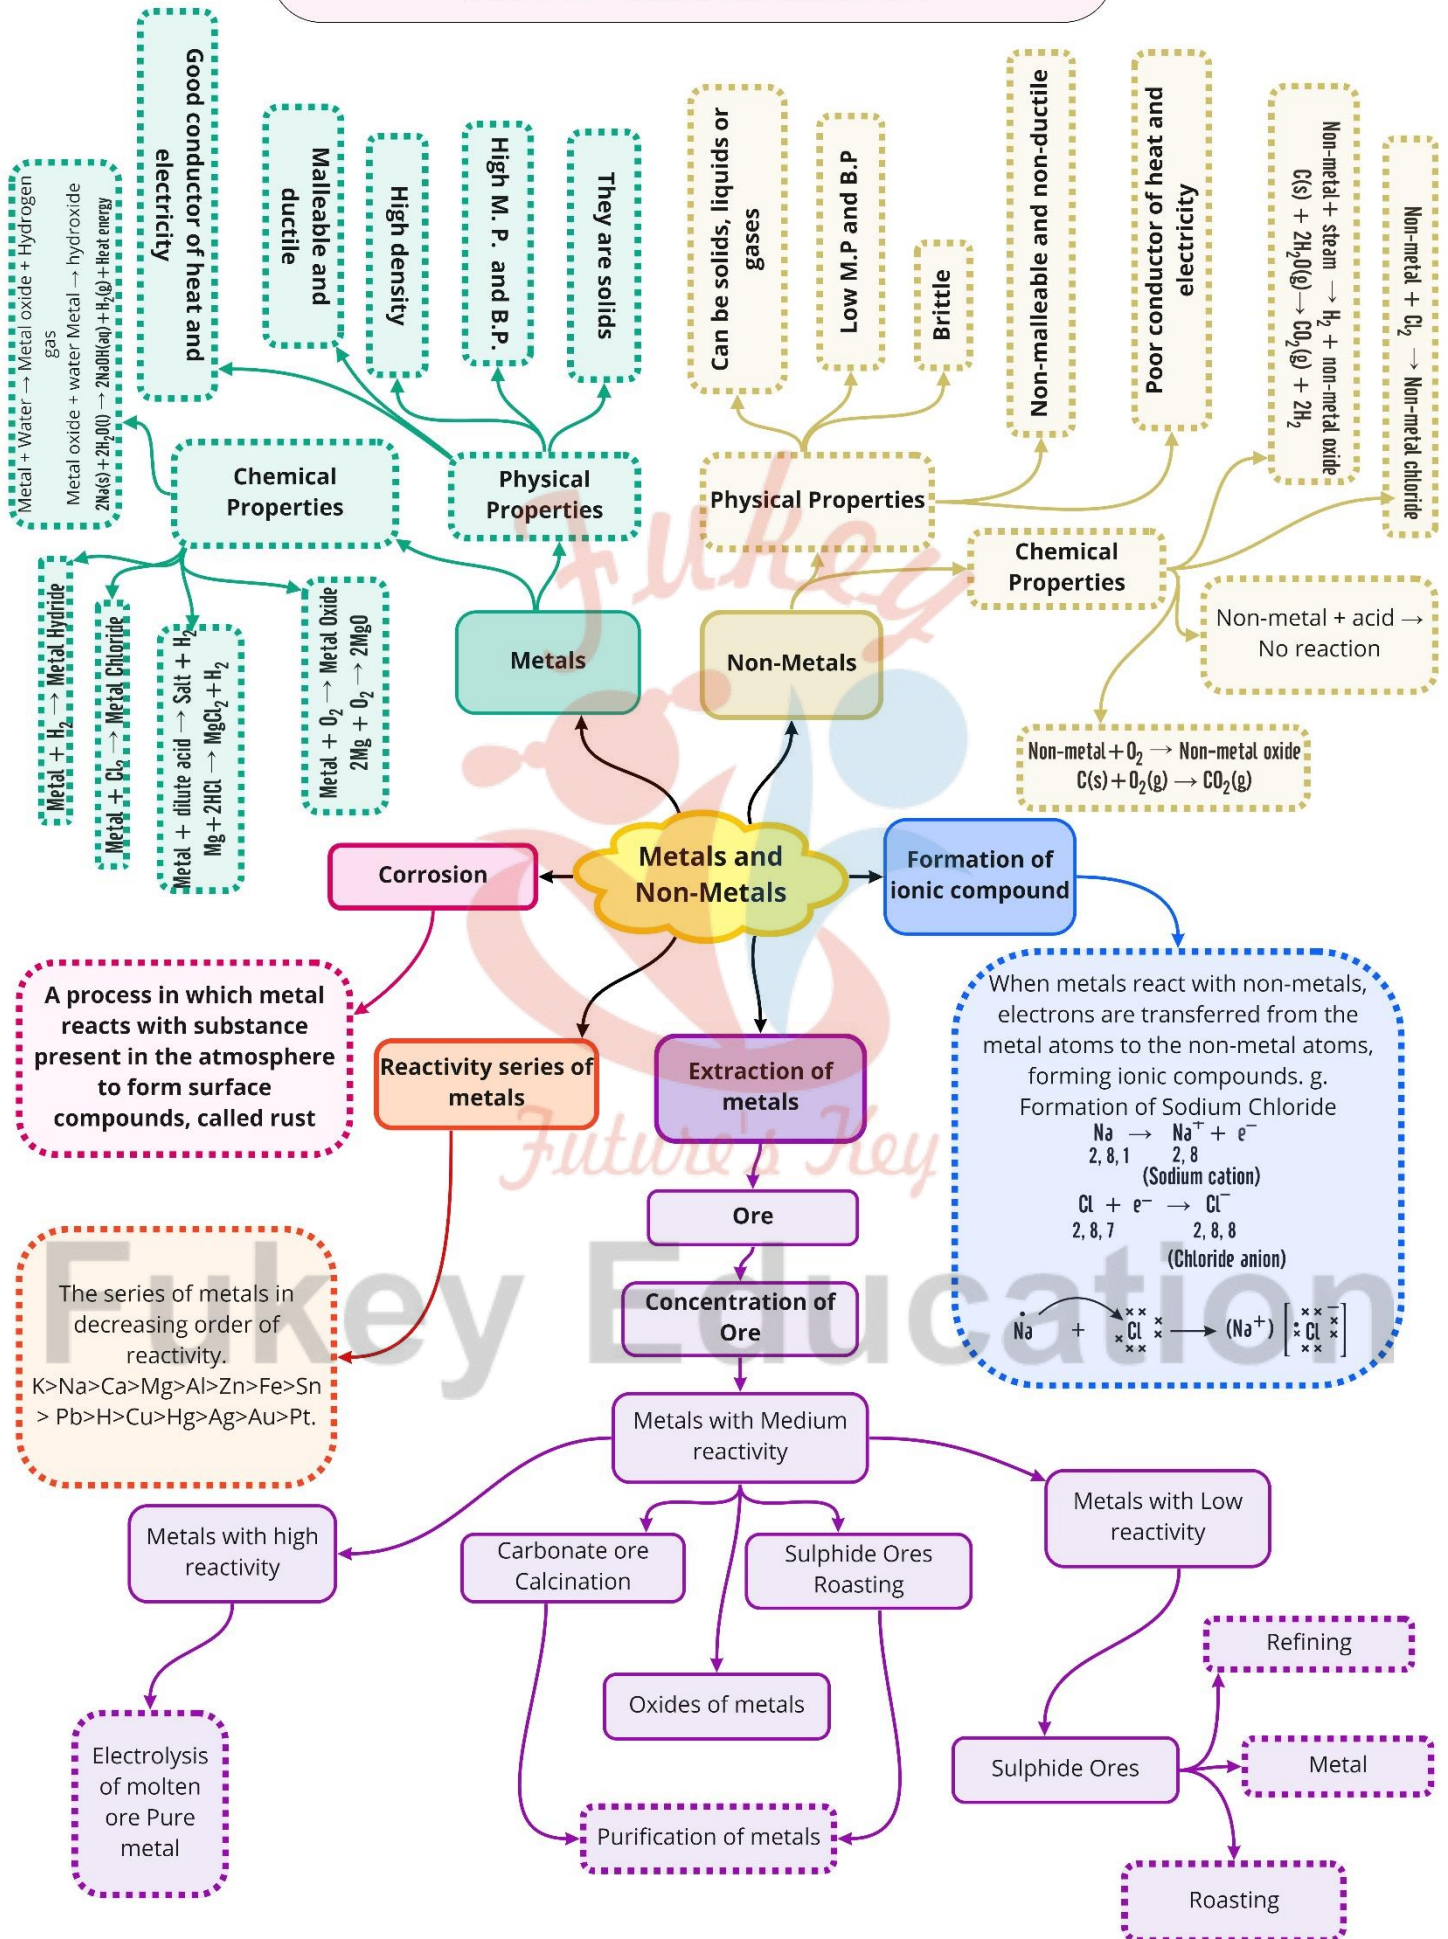 Good conductor of heat and
electricity
Malleable and
ductile
High density
High M. P. and B.P.
They are solids
Can be solids, liquids or
gases
Low M.P and B.P
Brittle
Non-malleable and non-ductile
Poor conductor of heat and
electricity
Non-metal + steam → H₂ + non-metal oxide
C(s) + 2H₂O(g) → CO₂(g) + 2H₂
Non-metal + Cl₂ → Non-metal chloride
Metal + Water → Metal oxide + Hydrogen
gas
Metal oxide + water Metal → hydroxide
2Na(s) + 2H₂O(l) → 2NaOH(aq) + H₂(g) + Heat energy
Chemical
Properties
Physical
Properties
Physical Properties
Chemical
Properties
Metal + H₂ → Metal Hydride
Metal + Cl₂ → Metal Chloride
Metal + dilute acid → Salt + H₂
Mg + 2HCl → MgCl₂ + H₂
Metal + O₂ → Metal Oxide
2Mg + O₂ → 2MgO
Metals
Non-Metals
Non-metal + acid →
No reaction
Non-metal + O₂ → Non-metal oxide
C(s) + O₂(g) → CO₂(g)
Fukey
Metals and
Non-Metals
Corrosion
Formation of
ionic compound
A process in which metal
reacts with substance
present in the atmosphere
to form surface
compounds, called rust
Reactivity series of
metals
Extraction of
metals
When metals react with non-metals,
electrons are transferred from the
metal atoms to the non-metal atoms,
forming ionic compounds. g.
Formation of Sodium Chloride
Na → Na⁺ + e⁻
2, 8, 1 2, 8
(Sodium cation)
Cl + e⁻ → Cl⁻
2, 8, 7 2, 8, 8
(Chloride anion)
Na + Cl → (Na⁺) [Cl]⁻
Future's Key
Ore
Fukey Education
Concentration of
Ore
The series of metals in
decreasing order of
reactivity.
K>Na>Ca>Mg>Al>Zn>Fe>Sn
> Pb>H>Cu>Hg>Ag>Au>Pt.
Metals with Medium
reactivity
Metals with high
reactivity
Carbonate ore
Calcination
Sulphide Ores
Roasting
Metals with Low
reactivity
Oxides of metals
Refining
Electrolysis
of molten
ore Pure
metal
Sulphide Ores
Metal
Purification of metals
Roasting